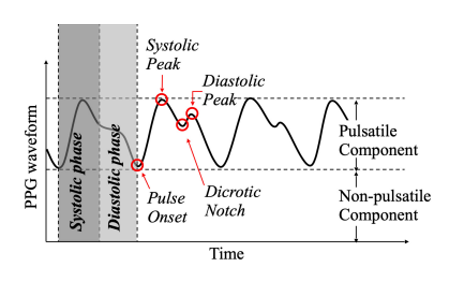 Systolic
Peak
Diastolic
Peak
PPG waveform
Systolic phase
Diastolic phase
Pulsatile
Component
Pulse
Onset
Dicrotic
Notch
Non-pulsatile
Component
Time